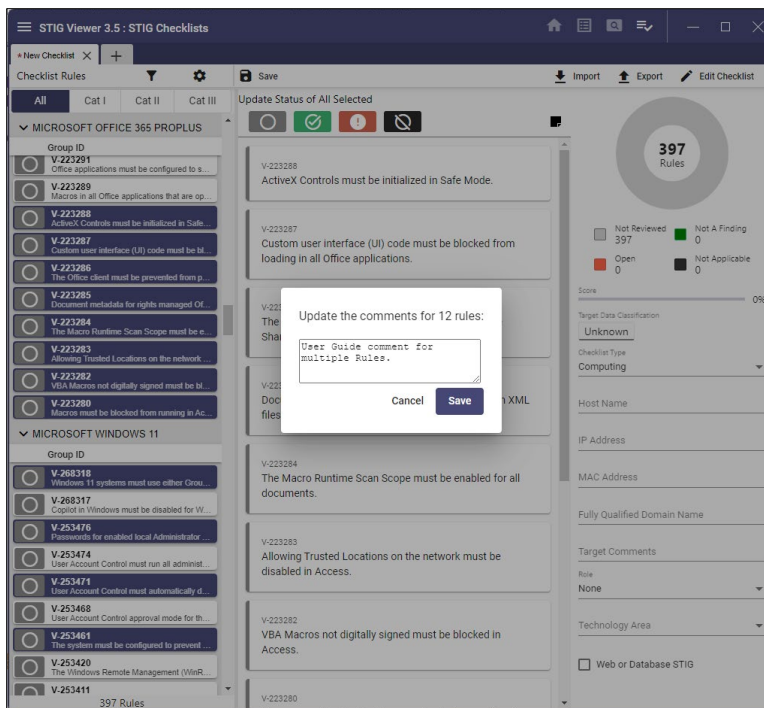 STIG Viewer 3.5 : STIG Checklists
*New Checklist
Checklist Rules
Save
Import
Export
Edit Checklist
All
Cat I
Cat II
Cat III
MICROSOFT OFFICE 365 PROPLUS
Group ID
V-223291
Office applications must be configured to s...
V-223289
Macros in all Office applications that are op...
V-223288
ActiveX Controls must be initialized in Safe...
V-223287
Custom user interface (UI) code must be bl...
V-223286
The Office client must be prevented from p...
V-223285
Document metadata for rights managed Of...
V-223284
The Macro Runtime Scan Scope must be e...
V-223283
Allowing Trusted Locations on the network ...
V-223282
VBA Macros not digitally signed must be bl...
V-223280
Macros must be blocked from running in Ac...
MICROSOFT WINDOWS 11
Group ID
V-268318
Windows 11 systems must use either Grou...
V-268317
Copilot in Windows must be disabled for W...
V-253476
Passwords for enabled local Administrator ...
V-253474
User Account Control must run all administ...
V-253471
User Account Control must automatically d...
V-253468
User Account Control approval mode for th...
V-253461
The system must be configured to prevent ...
V-253420
The Windows Remote Management (WinR...
V-253411
397 Rules
Update Status of All Selected
V-223288
ActiveX Controls must be initialized in Safe Mode.
V-223287
Custom user interface (UI) code must be blocked from
loading in all Office applications.
V-223
The
Shar
V-223
Docu
XML
files
V-223284
The Macro Runtime Scan Scope must be enabled for all
documents.
V-223283
Allowing Trusted Locations on the network must be
disabled in Access.
V-223282
VBA Macros not digitally signed must be blocked in
Access.
V-223280
Update the comments for 12 rules:
User Guide comment for
multiple Rules.
Cancel
Save
397
Rules
Not Reviewed
397
Not A Finding
0
Open
0
Not Applicable
0
Score
0%
Target Data Classification
Unknown
Checklist Type
Computing
Host Name
IP Address
MAC Address
Fully Qualified Domain Name
Target Comments
Role
None
Technology Area
Web or Database STIG